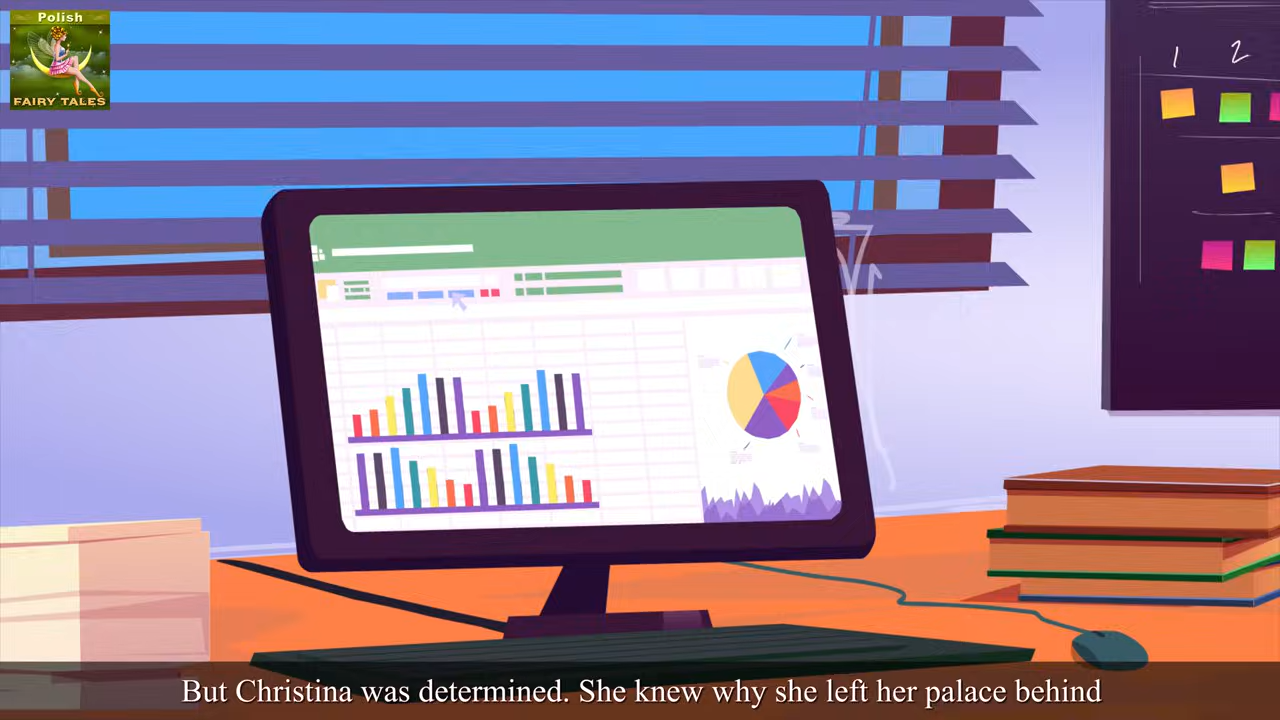 Polish
FAIRY TALES
1 2
But Christina was determined. She knew why she left her palace behind